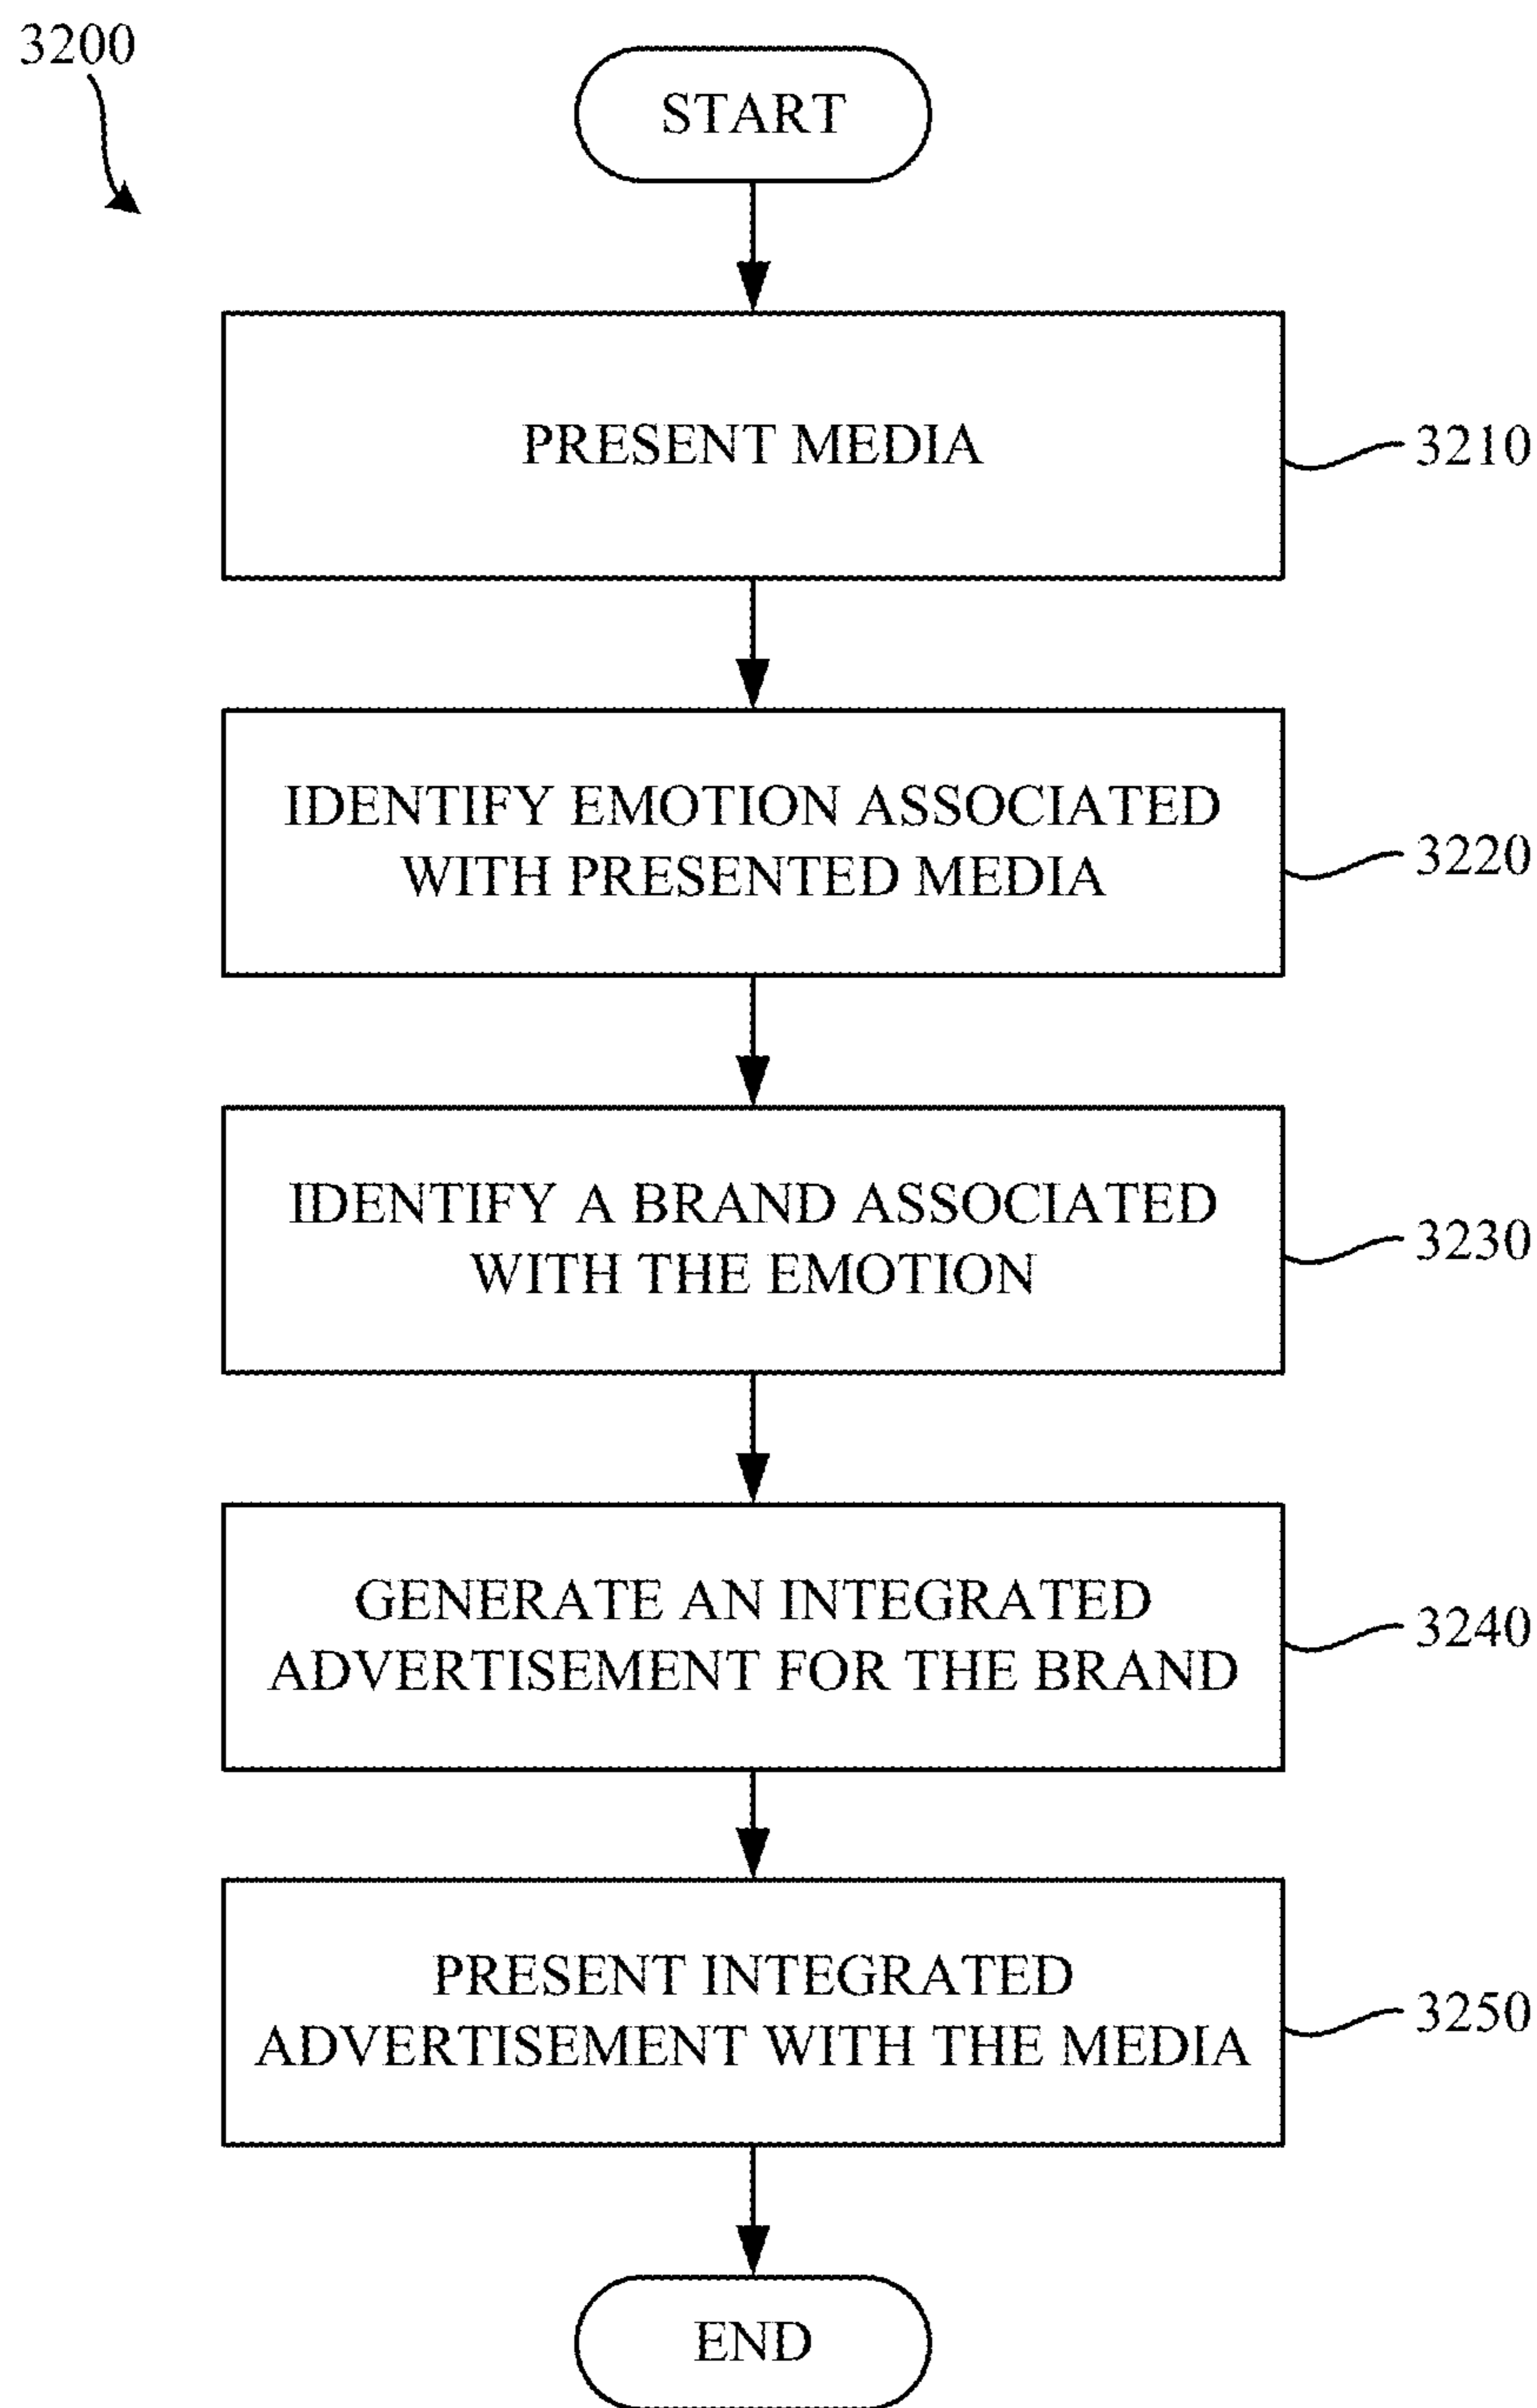 3200
START
PRESENT MEDIA
3210
IDENTIFY EMOTION ASSOCIATED
WITH PRESENTED MEDIA
3220
IDENTIFY A BRAND ASSOCIATED
WITH THE EMOTION
3230
GENERATE AN INTEGRATED
ADVERTISEMENT FOR THE BRAND
3240
PRESENT INTEGRATED
ADVERTISEMENT WITH THE MEDIA
3250
END